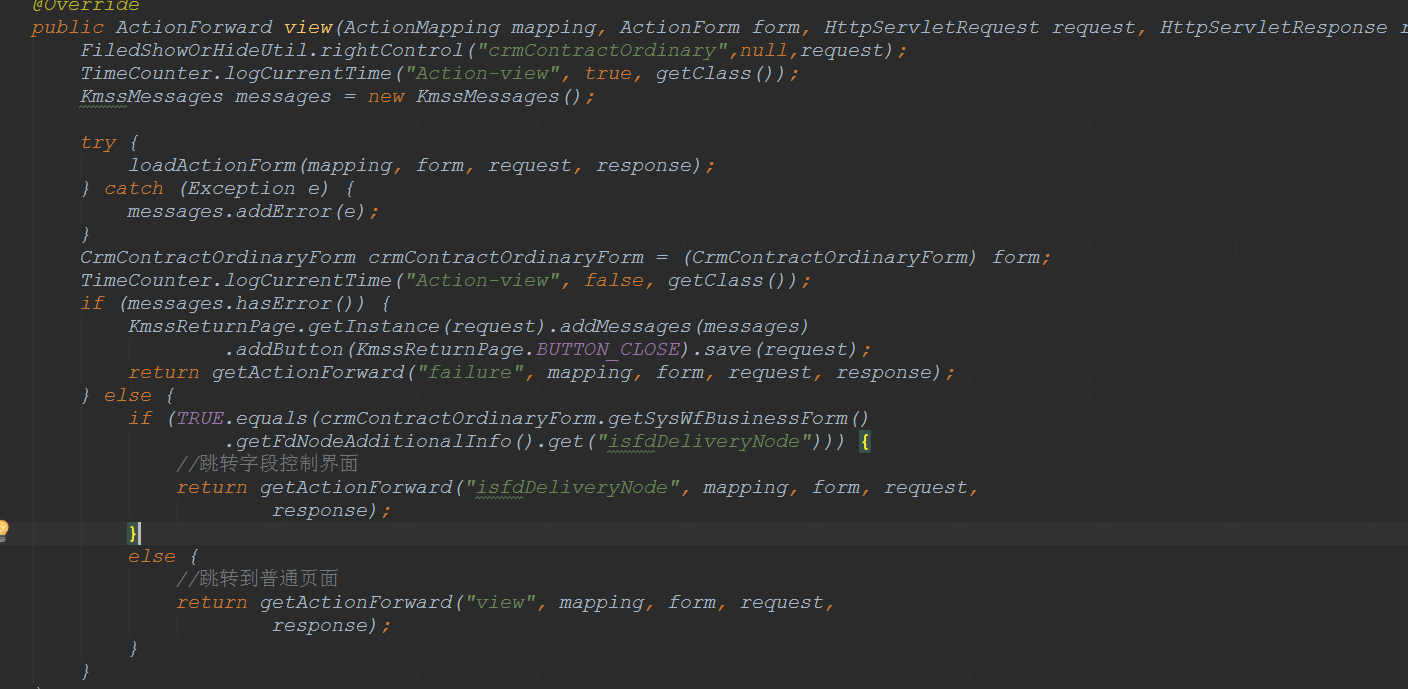 @Override
public ActionForward view(ActionMapping mapping, ActionForm form, HttpServletRequest request, HttpServletResponse r
FiledShowOrHideUtil.rightControl("crmContractOrdinary",null,request);
TimeCounter.logCurrentTime("Action-view", true, getClass());
KmssMessages messages = new KmssMessages();
try {
loadActionForm(mapping, form, request, response);
} catch (Exception e) {
messages.addError(e);
}
CrmContractOrdinaryForm crmContractOrdinaryForm = (CrmContractOrdinaryForm) form;
TimeCounter.logCurrentTime("Action-view", false, getClass());
if (messages.hasError()) {
KmssReturnPage.getInstance(request).addMessages(messages)
.addButton(KmssReturnPage.BUTTON_CLOSE).save(request);
return getActionForward("failure", mapping, form, request, response);
} else {
if (TRUE.equals(crmContractOrdinaryForm.getSysWfBusinessForm()
.getFdNodeAdditionalInfo().get("isfdDeliveryNode"))) {
//跳转字段控制界面
return getActionForward("isfdDeliveryNode", mapping, form, request,
response);
}
else {
//跳转到普通页面
return getActionForward("view", mapping, form, request,
response);
}
}